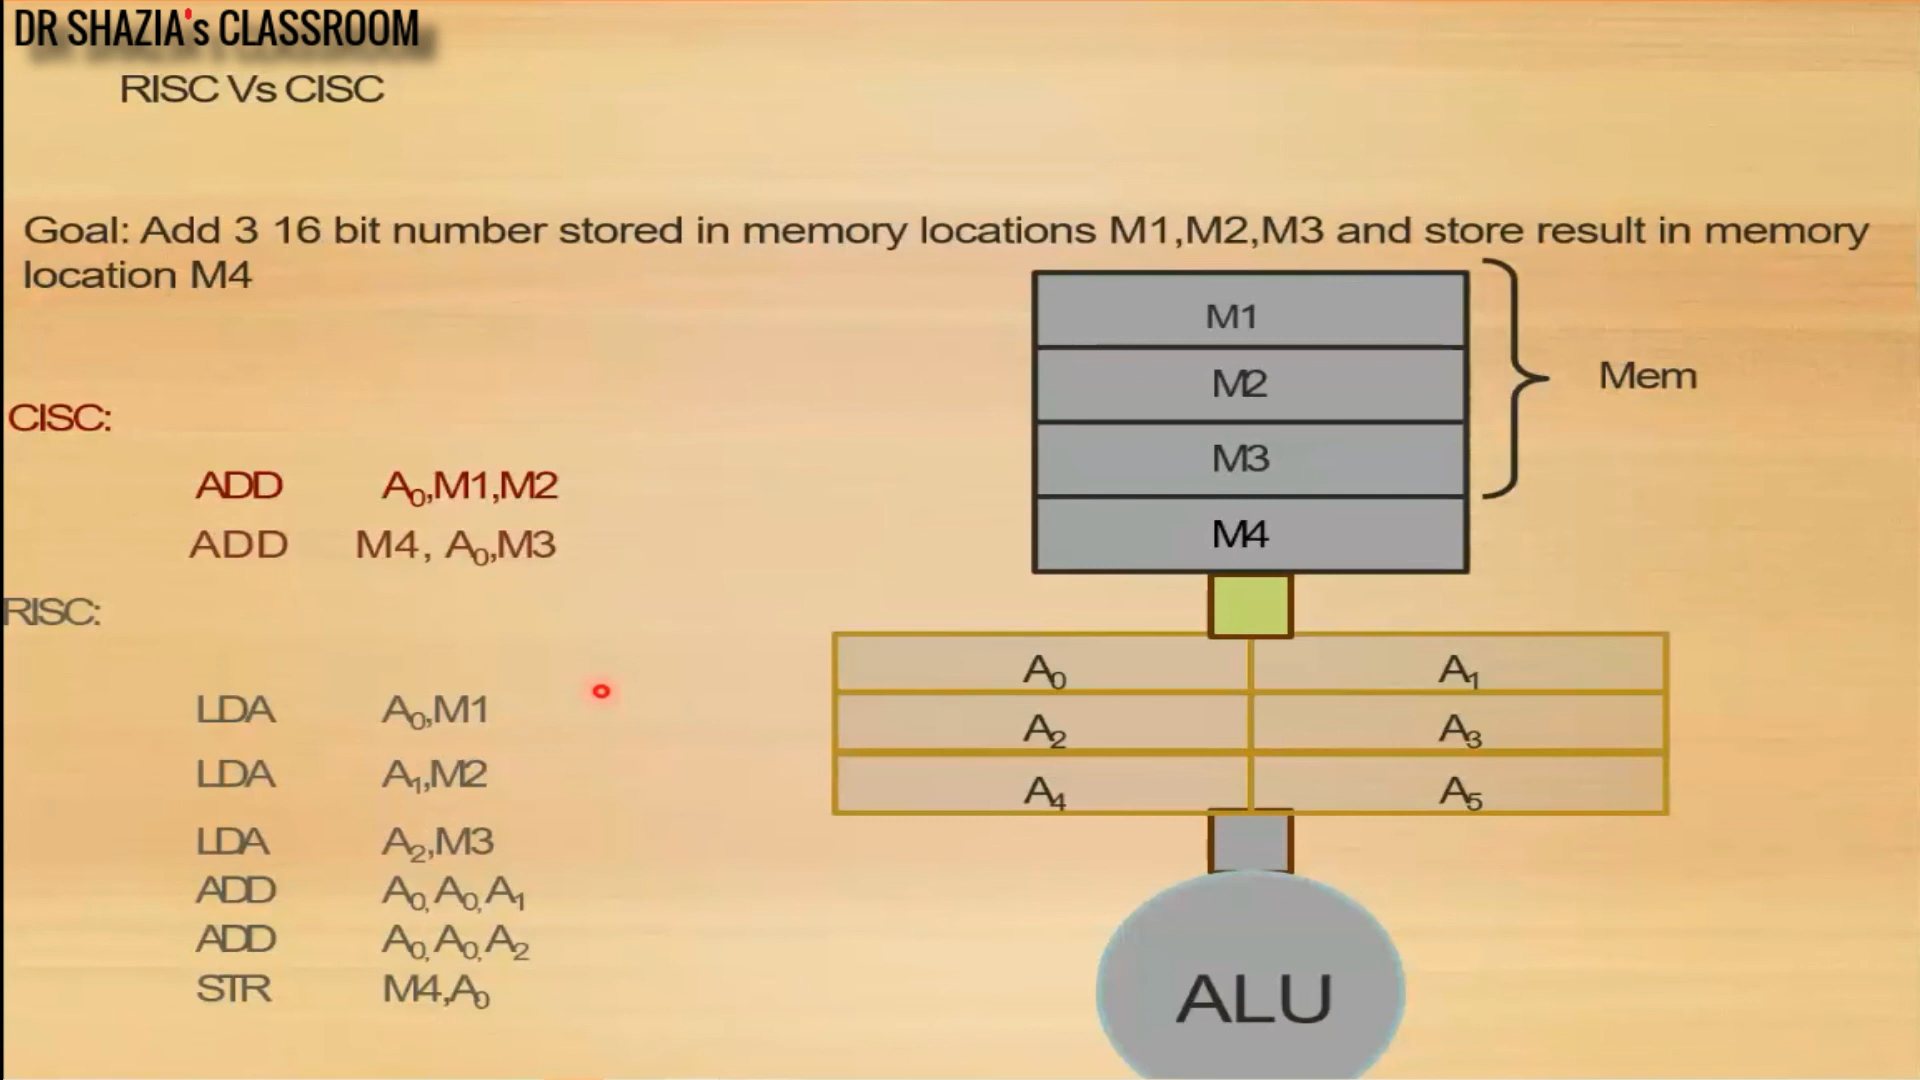 DR SHAZIA's CLASSROOM
RISC Vs CISC
Goal: Add 3 16 bit number stored in memory locations M1,M2,M3 and store result in memory
location M4
M1
M2
M3
M4
Mem
CISC:
ADD A0,M1,M2
ADD M4, A0,M3
RISC:
LDA A0,M1
LDA A1,M2
LDA A2,M3
ADD A0,A0,A1
ADD A0,A0,A2
STR M4,A0
A0 A1
A2 A3
A4 A5
ALU